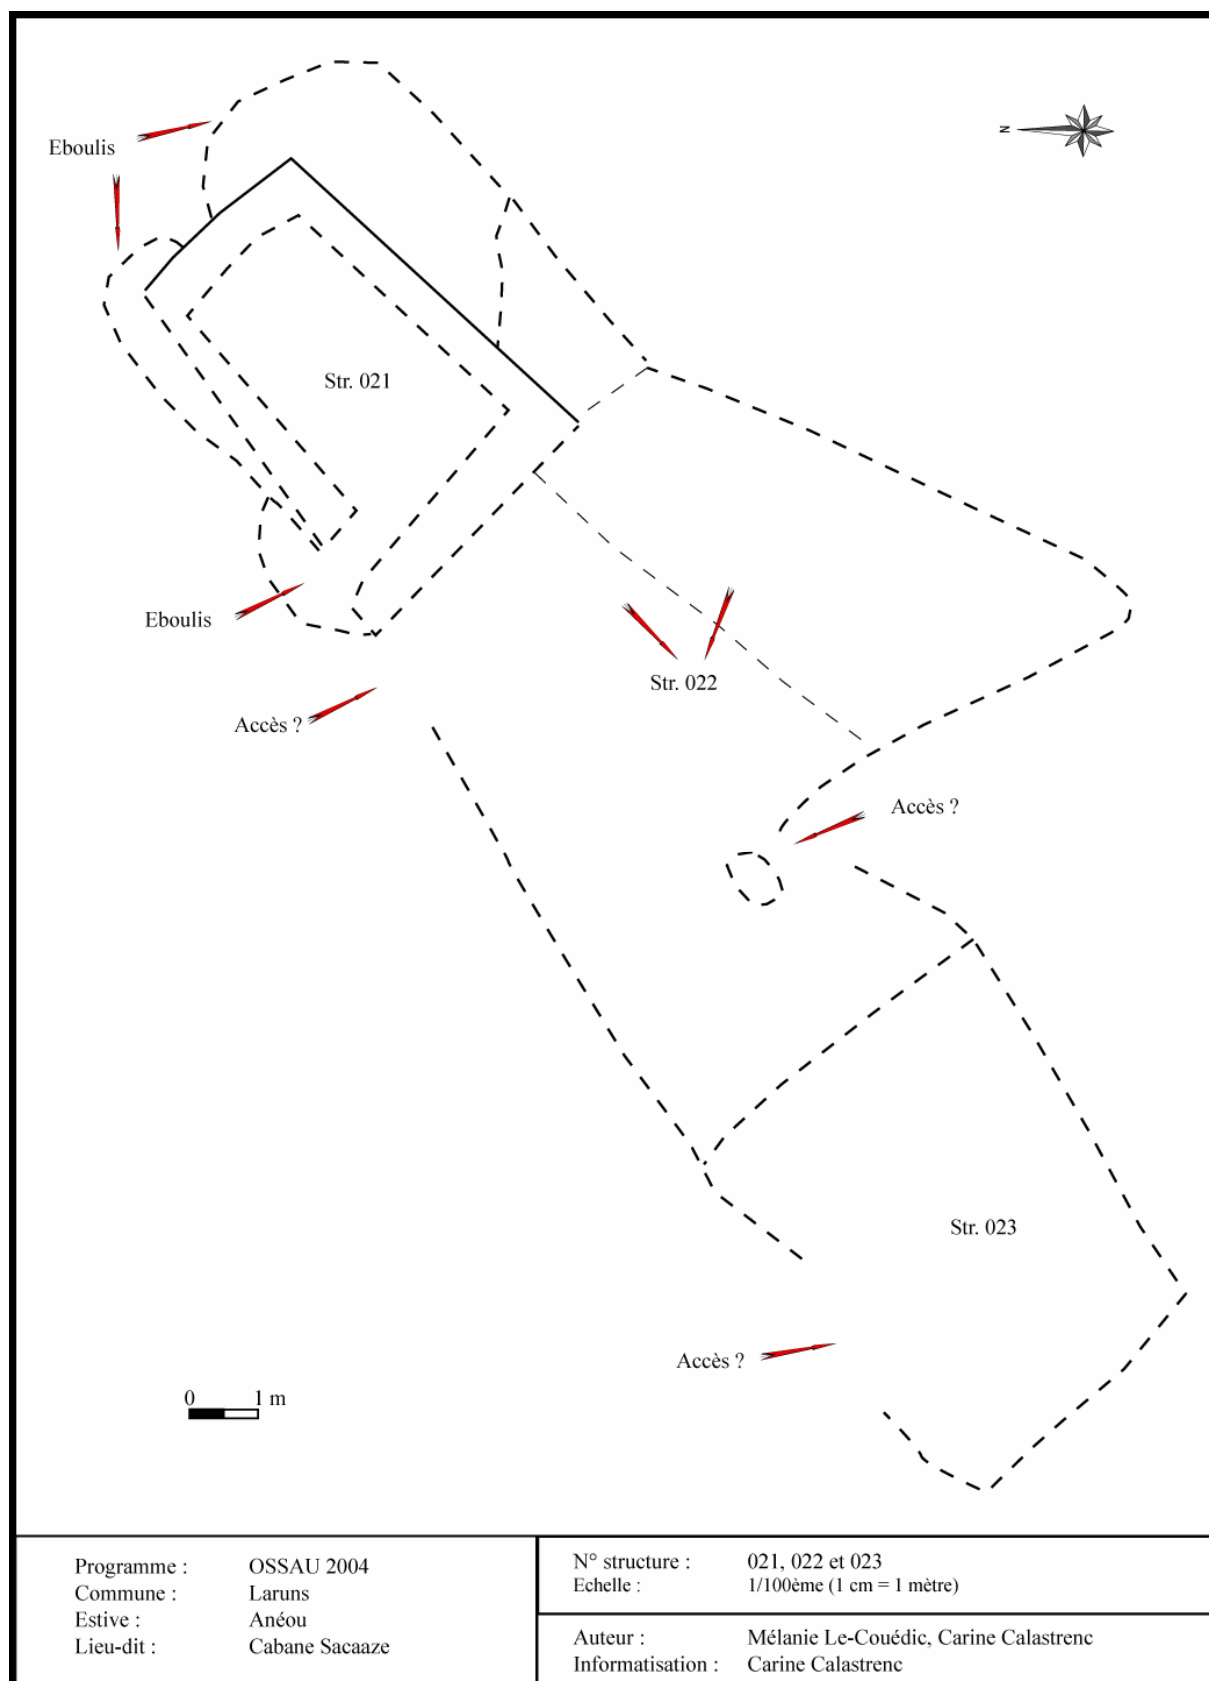 Eboulis
N
Str. 021
Eboulis
Str. 022
Accès ?
Accès ?
Str. 023
Accès ?
0 1 m
Programme : OSSAU 2004
Commune : Laruns
Estive : Anéou
Lieu-dit : Cabane Sacaaze
N° structure : 021, 022 et 023
Echelle : 1/100ème (1 cm = 1 mètre)
Auteur : Mélanie Le-Couédic, Carine Calastrenc
Informatisation : Carine Calastrenc